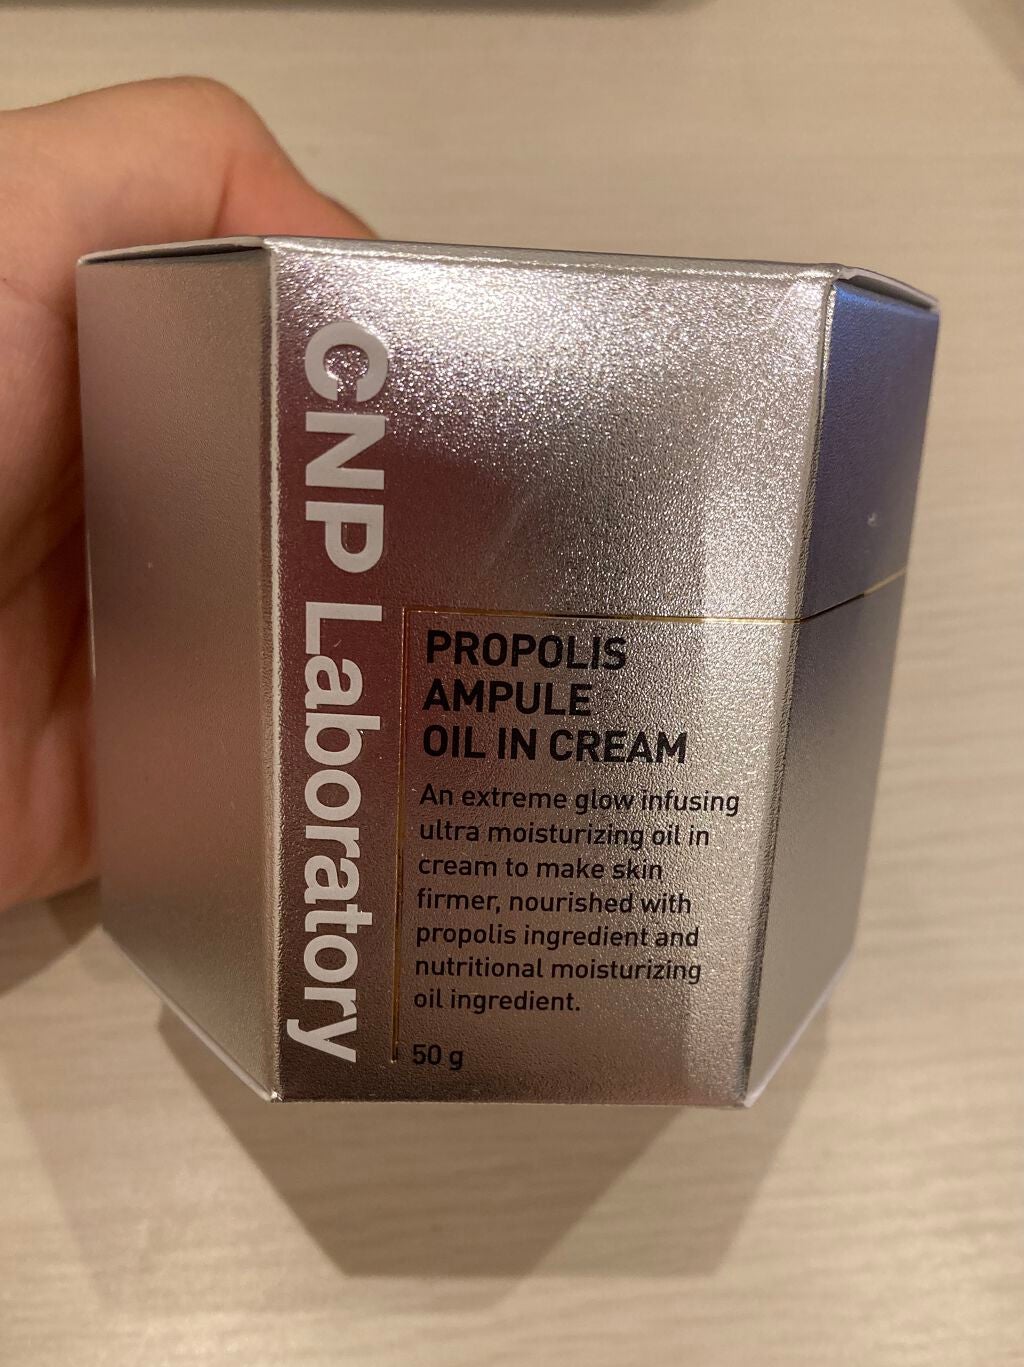 CNP Laboratory
PROPOLIS
AMPULE
OIL IN CREAM
An extreme glow infusing
ultra moisturizing oil in
cream to make skin
firmer, nourished with
propolis ingredient and
nutritional moisturizing
oil ingredient.
50 g